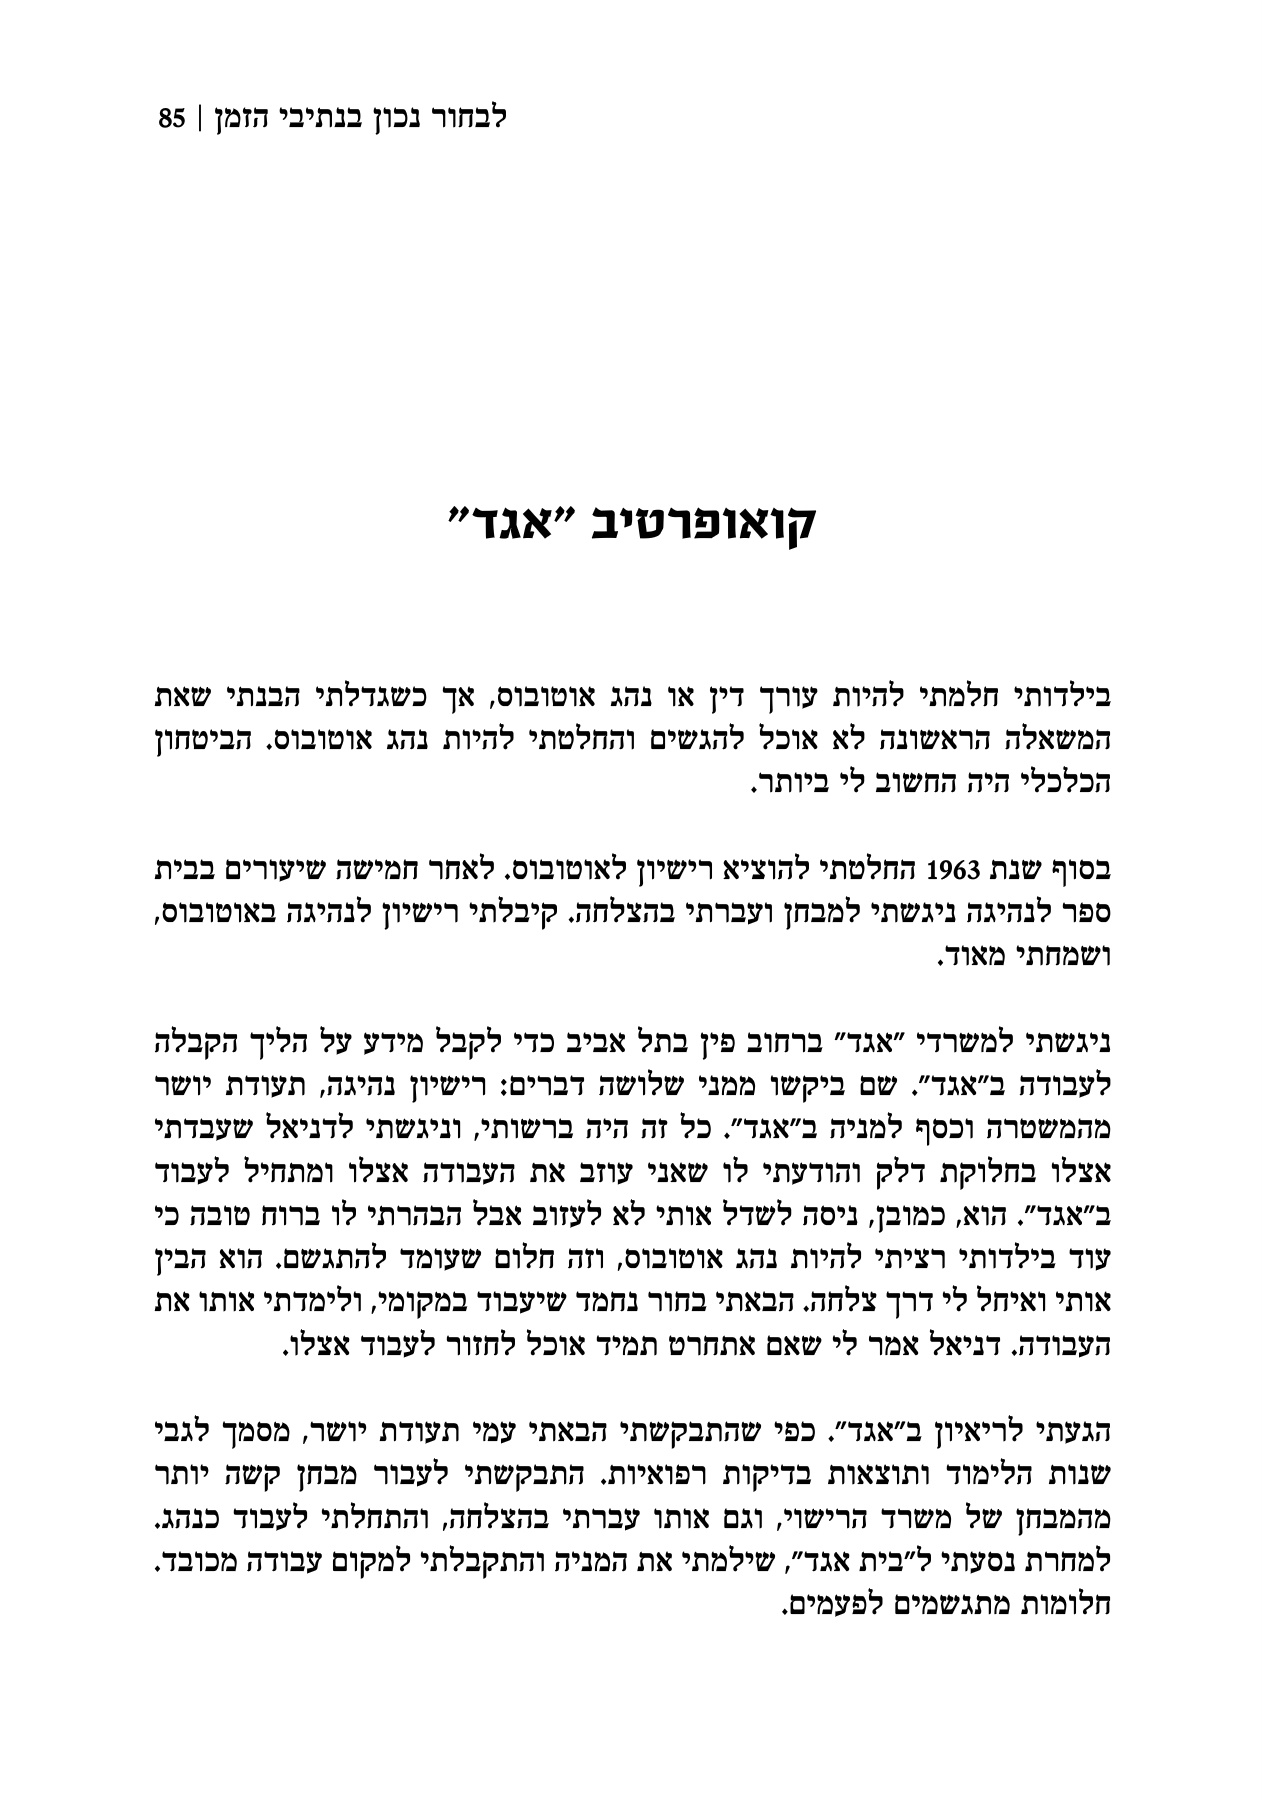 לבחור נכון בנתיבי הזמן | 85
קואופרטיב "אגד"
בילדותי חלמתי להיות עורך דין או נהג אוטובוס, אך כשגדלתי הבנתי שאת
המשאלה הראשונה לא אוכל להגשים והחלטתי להיות נהג אוטובוס. הביטחון
הכלכלי היה החשוב לי ביותר.
בסוף שנת 1963 החלטתי להוציא רישיון לאוטובוס. לאחר חמישה שיעורים בבית
ספר לנהיגה ניגשתי למבחן ועברתי בהצלחה. קיבלתי רישיון לנהיגה באוטובוס,
ושמחתי מאוד.
ניגשתי למשרדי "אגד" ברחוב פין בתל אביב כדי לקבל מידע על הליך הקבלה
לעבודה ב"אגד". שם ביקשו ממני שלושה דברים: רישיון נהיגה, תעודת יושר
מהמשטרה וכסף למניה ב"אגד". כל זה היה ברשותי, וניגשתי לדניאל שעבדתי
אצלו בחלוקת דלק והודעתי לו שאני עוזב את העבודה אצלו ומתחיל לעבוד
ב"אגד". הוא, כמובן, ניסה לשדל אותי לא לעזוב אבל הבהרתי לו ברוח טובה כי
עוד בילדותי רציתי להיות נהג אוטובוס, וזה חלום שעומד להתגשם. הוא הבין
אותי ואיחל לי דרך צלחה. הבאתי בחור נחמד שיעבוד במקומי, ולימדתי אותו את
העבודה. דניאל אמר לי שאם אתחרט תמיד אוכל לחזור לעבוד אצלו.
הגעתי לריאיון ב"אגד". כפי שהתבקשתי הבאתי עמי תעודת יושר, מסמך לגבי
שנות הלימוד ותוצאות בדיקות רפואיות. התבקשתי לעבור מבחן קשה יותר
מהמבחן של משרד הרישוי, וגם אותו עברתי בהצלחה, והתחלתי לעבוד כנהג.
למחרת נסעתי ל"בית אגד", שילמתי את המניה והתקבלתי למקום עבודה מכובד.
חלומות מתגשמים לפעמים.